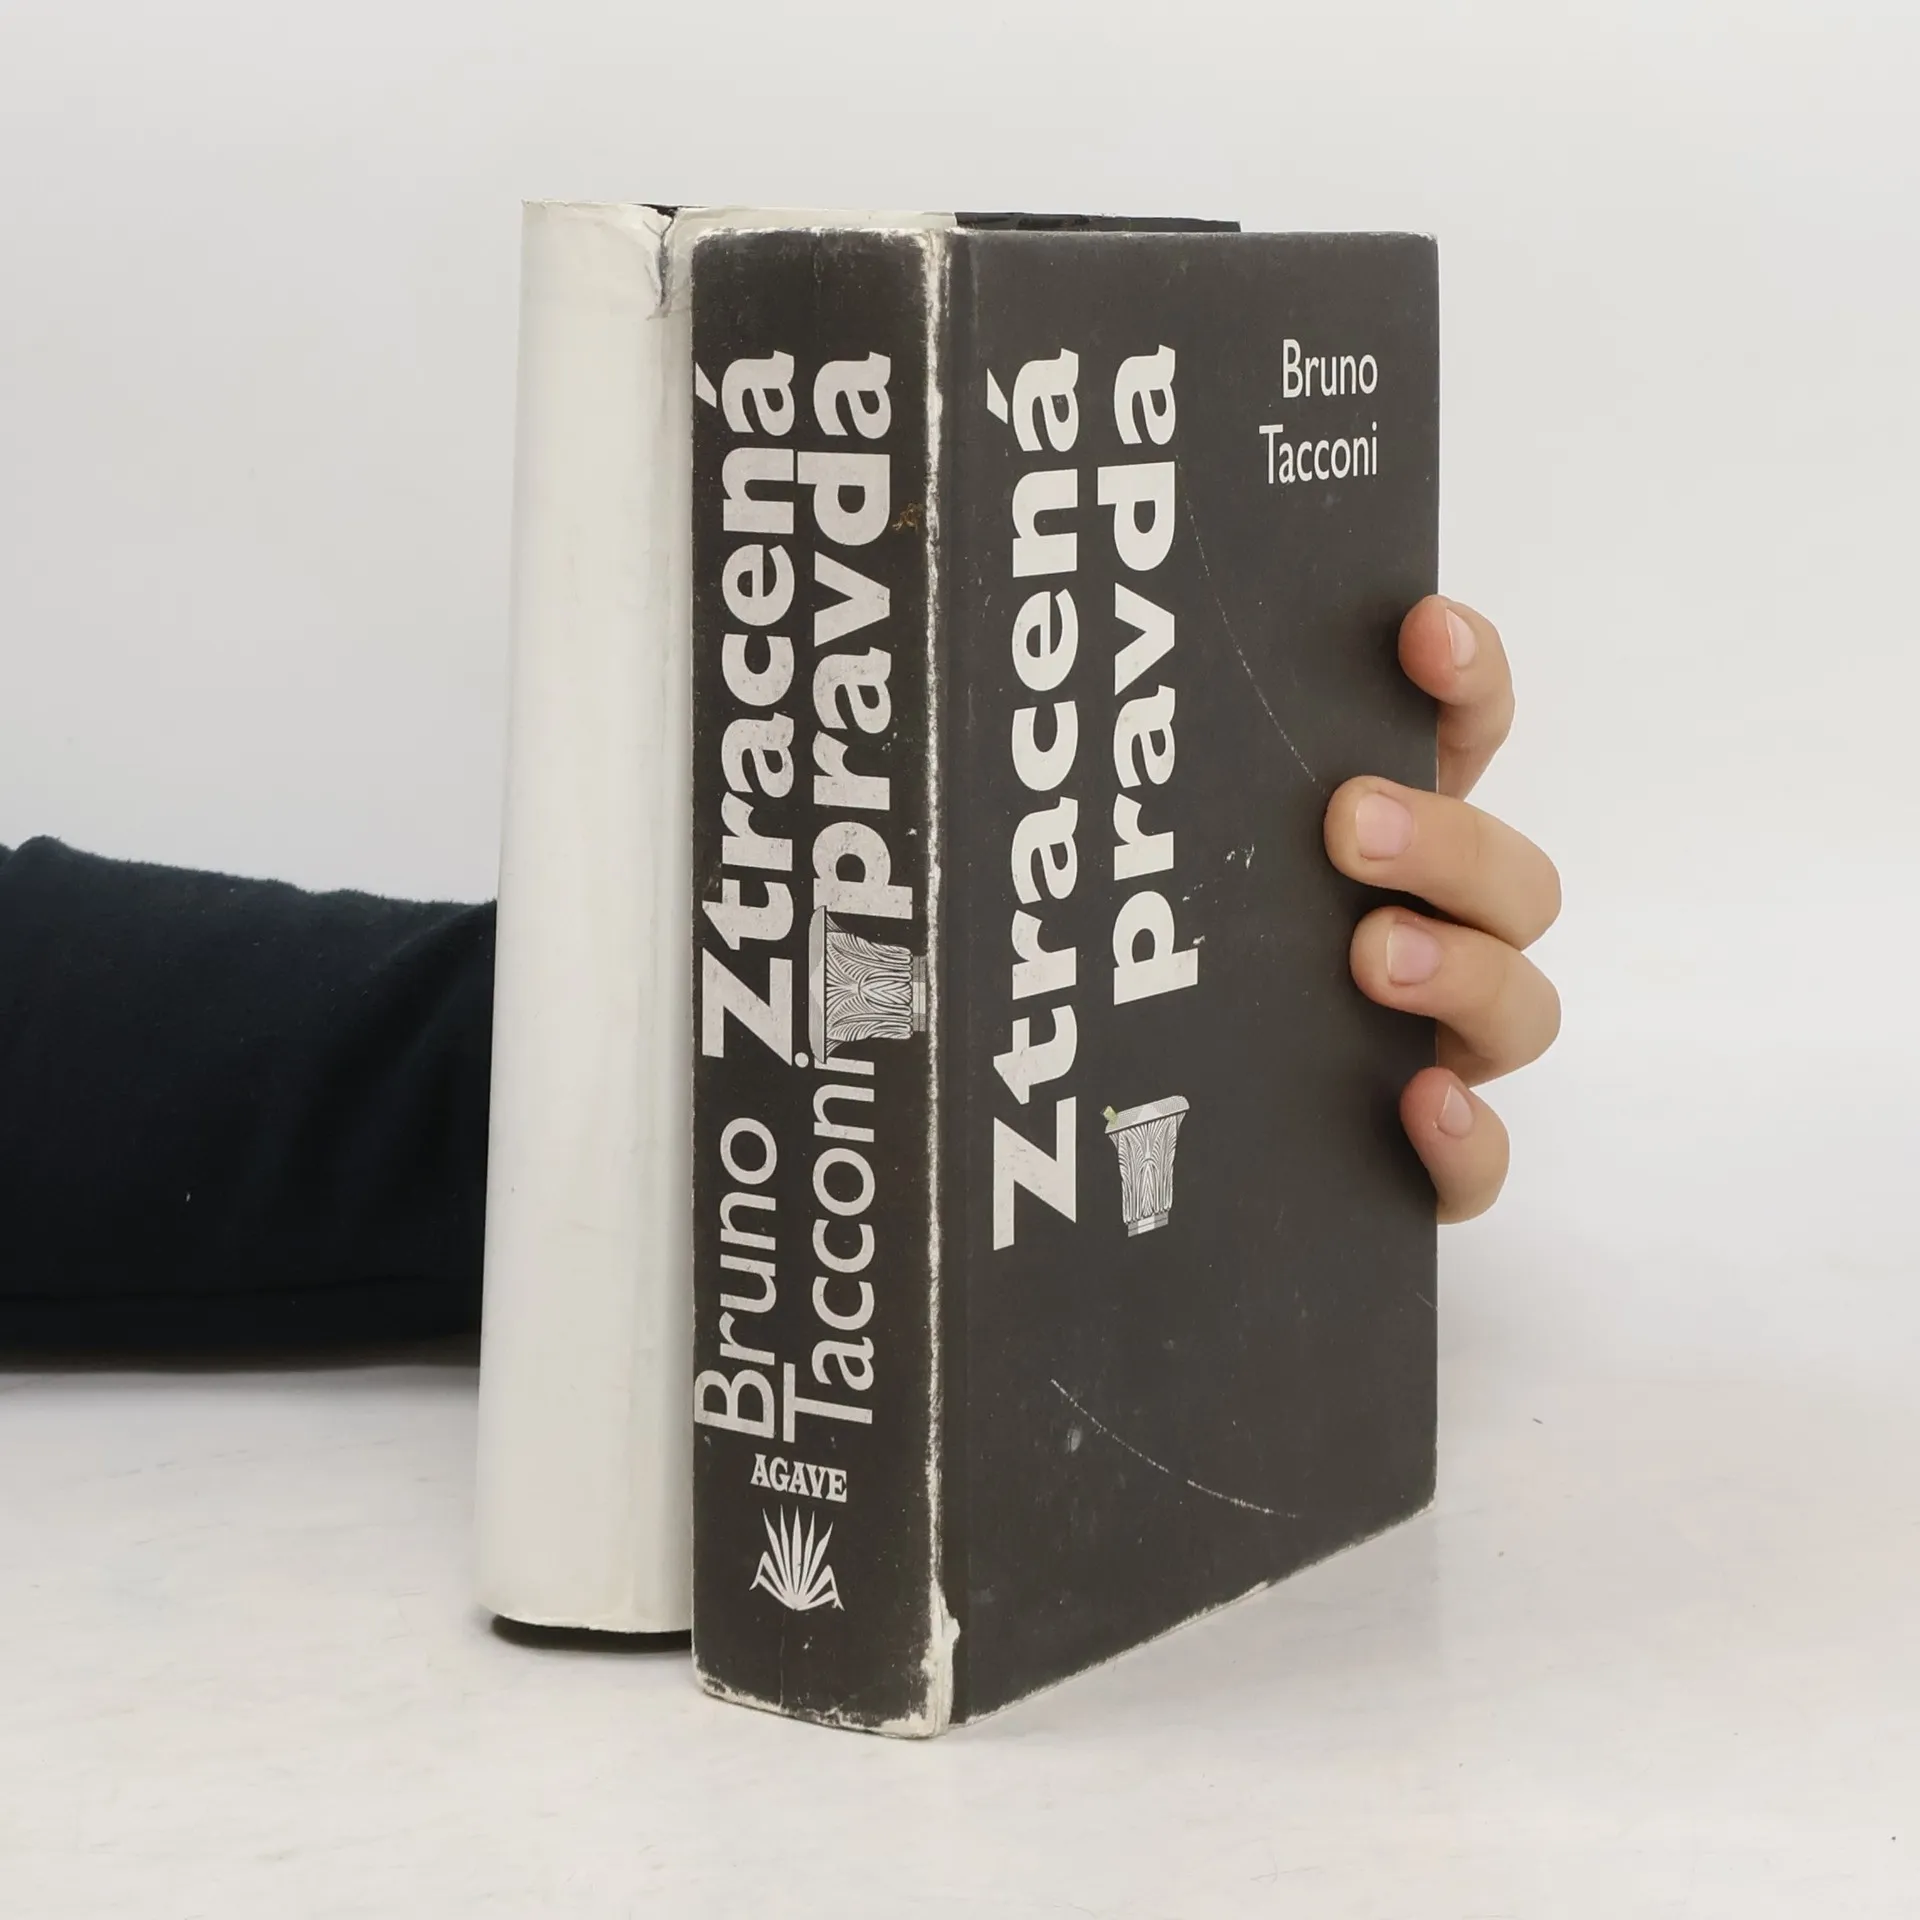 Ztracená
pravda
Bruno
Tacconi
AGAVE
Ztracená
pravda
Bruno
Tacconi